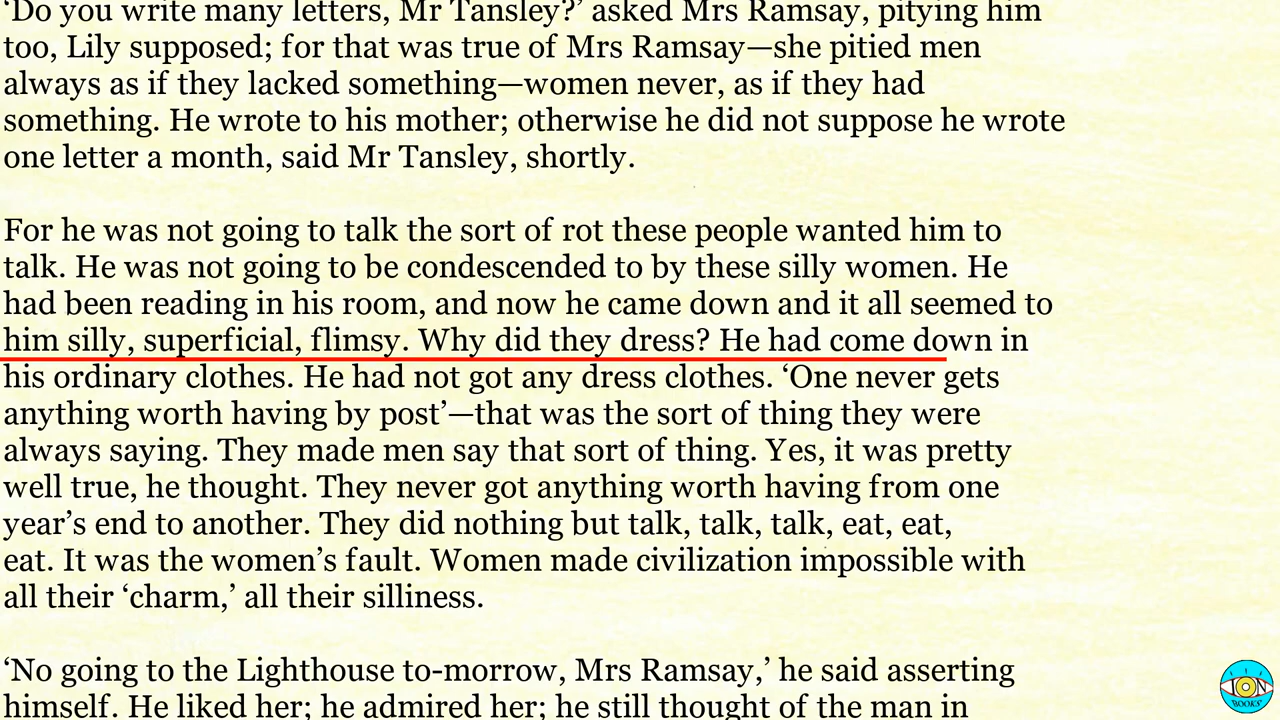 ‘Do you write many letters, Mr Tansley?’ asked Mrs Ramsay, pitying him
too, Lily supposed; for that was true of Mrs Ramsay—she pitied men
always as if they lacked something—women never, as if they had
something. He wrote to his mother; otherwise he did not suppose he wrote
one letter a month, said Mr Tansley, shortly.
For he was not going to talk the sort of rot these people wanted him to
talk. He was not going to be condescended to by these silly women. He
had been reading in his room, and now he came down and it all seemed to
him silly, superficial, flimsy. Why did they dress? He had come down in
his ordinary clothes. He had not got any dress clothes. ‘One never gets
anything worth having by post’—that was the sort of thing they were
always saying. They made men say that sort of thing. Yes, it was pretty
well true, he thought. They never got anything worth having from one
year’s end to another. They did nothing but talk, talk, talk, eat, eat,
eat. It was the women’s fault. Women made civilization impossible with
all their ‘charm,’ all their silliness.
‘No going to the Lighthouse to-morrow, Mrs Ramsay,’ he said asserting
himself. He liked her; he admired her; he still thought of the man in
ION
BOOKS